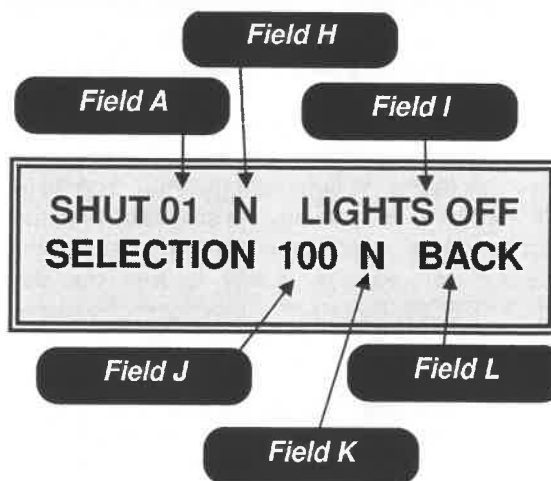 Field H
Field A
Field I
SHUT 01 N LIGHTS OFF
SELECTION 100 N BACK
Field J
Field L
Field K